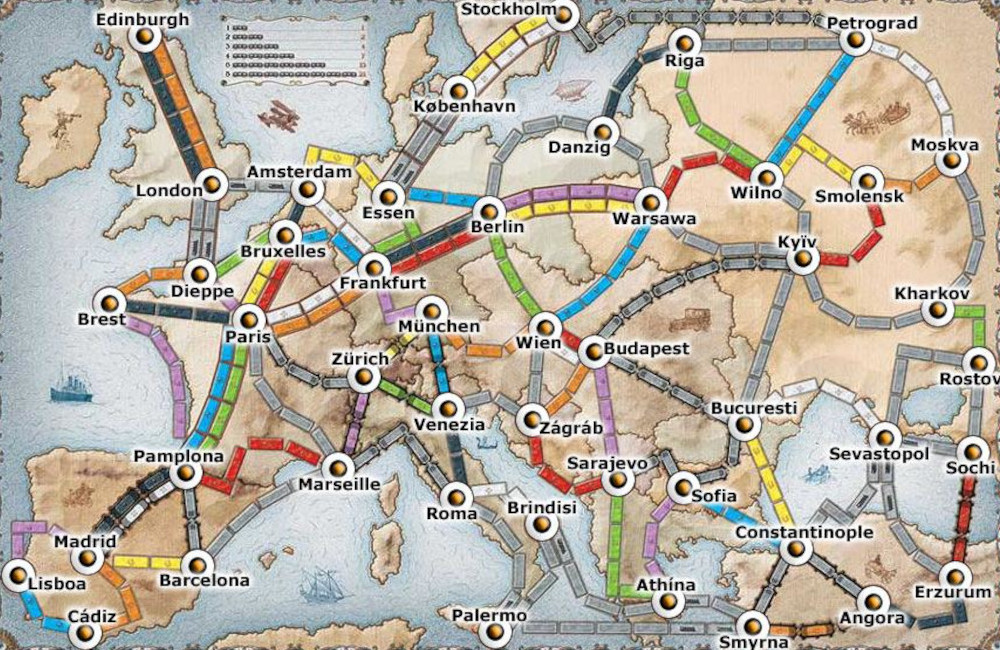 Edinburgh
Stockholm
Petrograd
Riga
København
Danzig
Moskva
Amsterdam
London
Essen
Wilno
Smolensk
Warsawa
Berlin
Bruxelles
Kyïv
Dieppe
Frankfurt
Kharkov
Brest
Paris
München
Wien
Budapest
Zürich
Rostov
Bucuresti
Venezia
Zágráb
Pamplona
Sevastopol
Sochi
Marseille
Sarajevo
Sofia
Roma
Brindisi
Constantinople
Madrid
Lisboa
Barcelona
Athína
Erzurum
Cádiz
Palermo
Angora
Smyrna